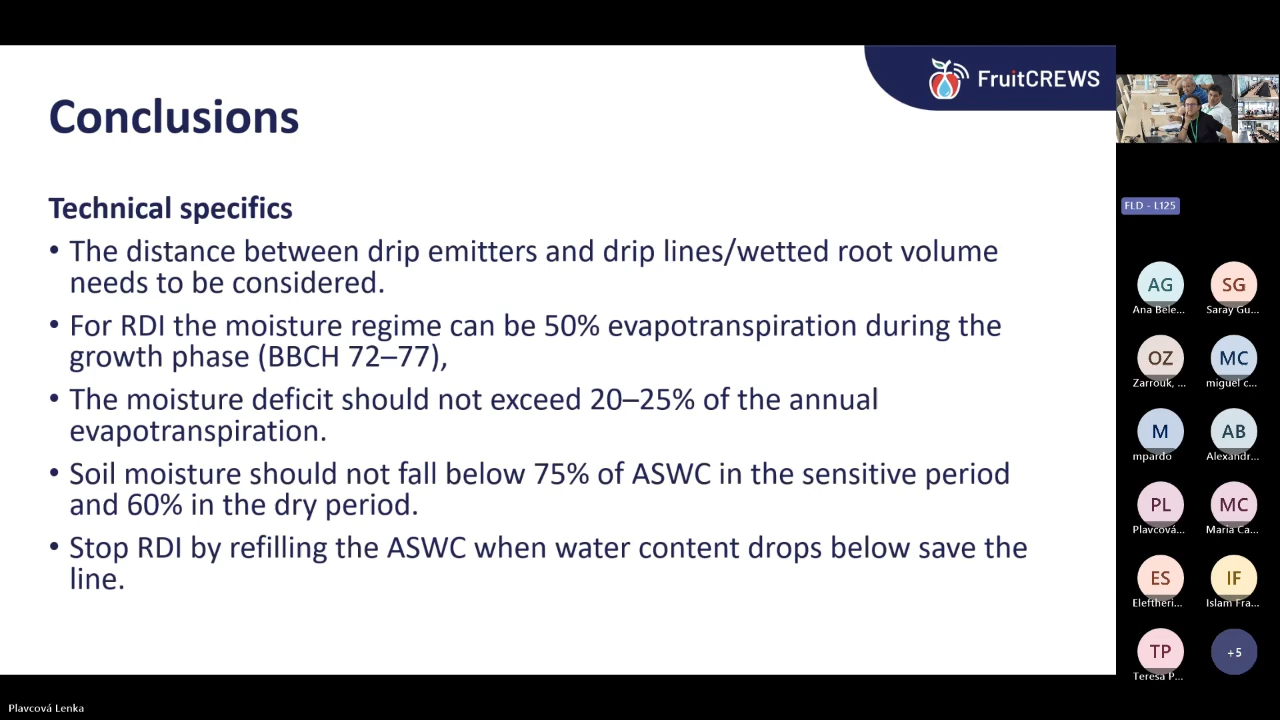 FruitCREWS
Conclusions
Technical specifics
• The distance between drip emitters and drip lines/wetted root volume
needs to be considered.
• For RDI the moisture regime can be 50% evapotranspiration during the
growth phase (BBCH 72–77),
• The moisture deficit should not exceed 20–25% of the annual
evapotranspiration.
• Soil moisture should not fall below 75% of ASWC in the sensitive period
and 60% in the dry period.
• Stop RDI by refilling the ASWC when water content drops below save the
line.
FLD - L125
AG
Ana Bele...
SG
Saray Gu...
OZ
Zarrouk, ...
MC
miguel c...
M
mpardo
AB
Alexandr...
PL
Plavcová...
MC
Maria Ca...
ES
Eleftheri...
IF
Islam Fra...
TP
Teresa P...
+5
Plavcová Lenka